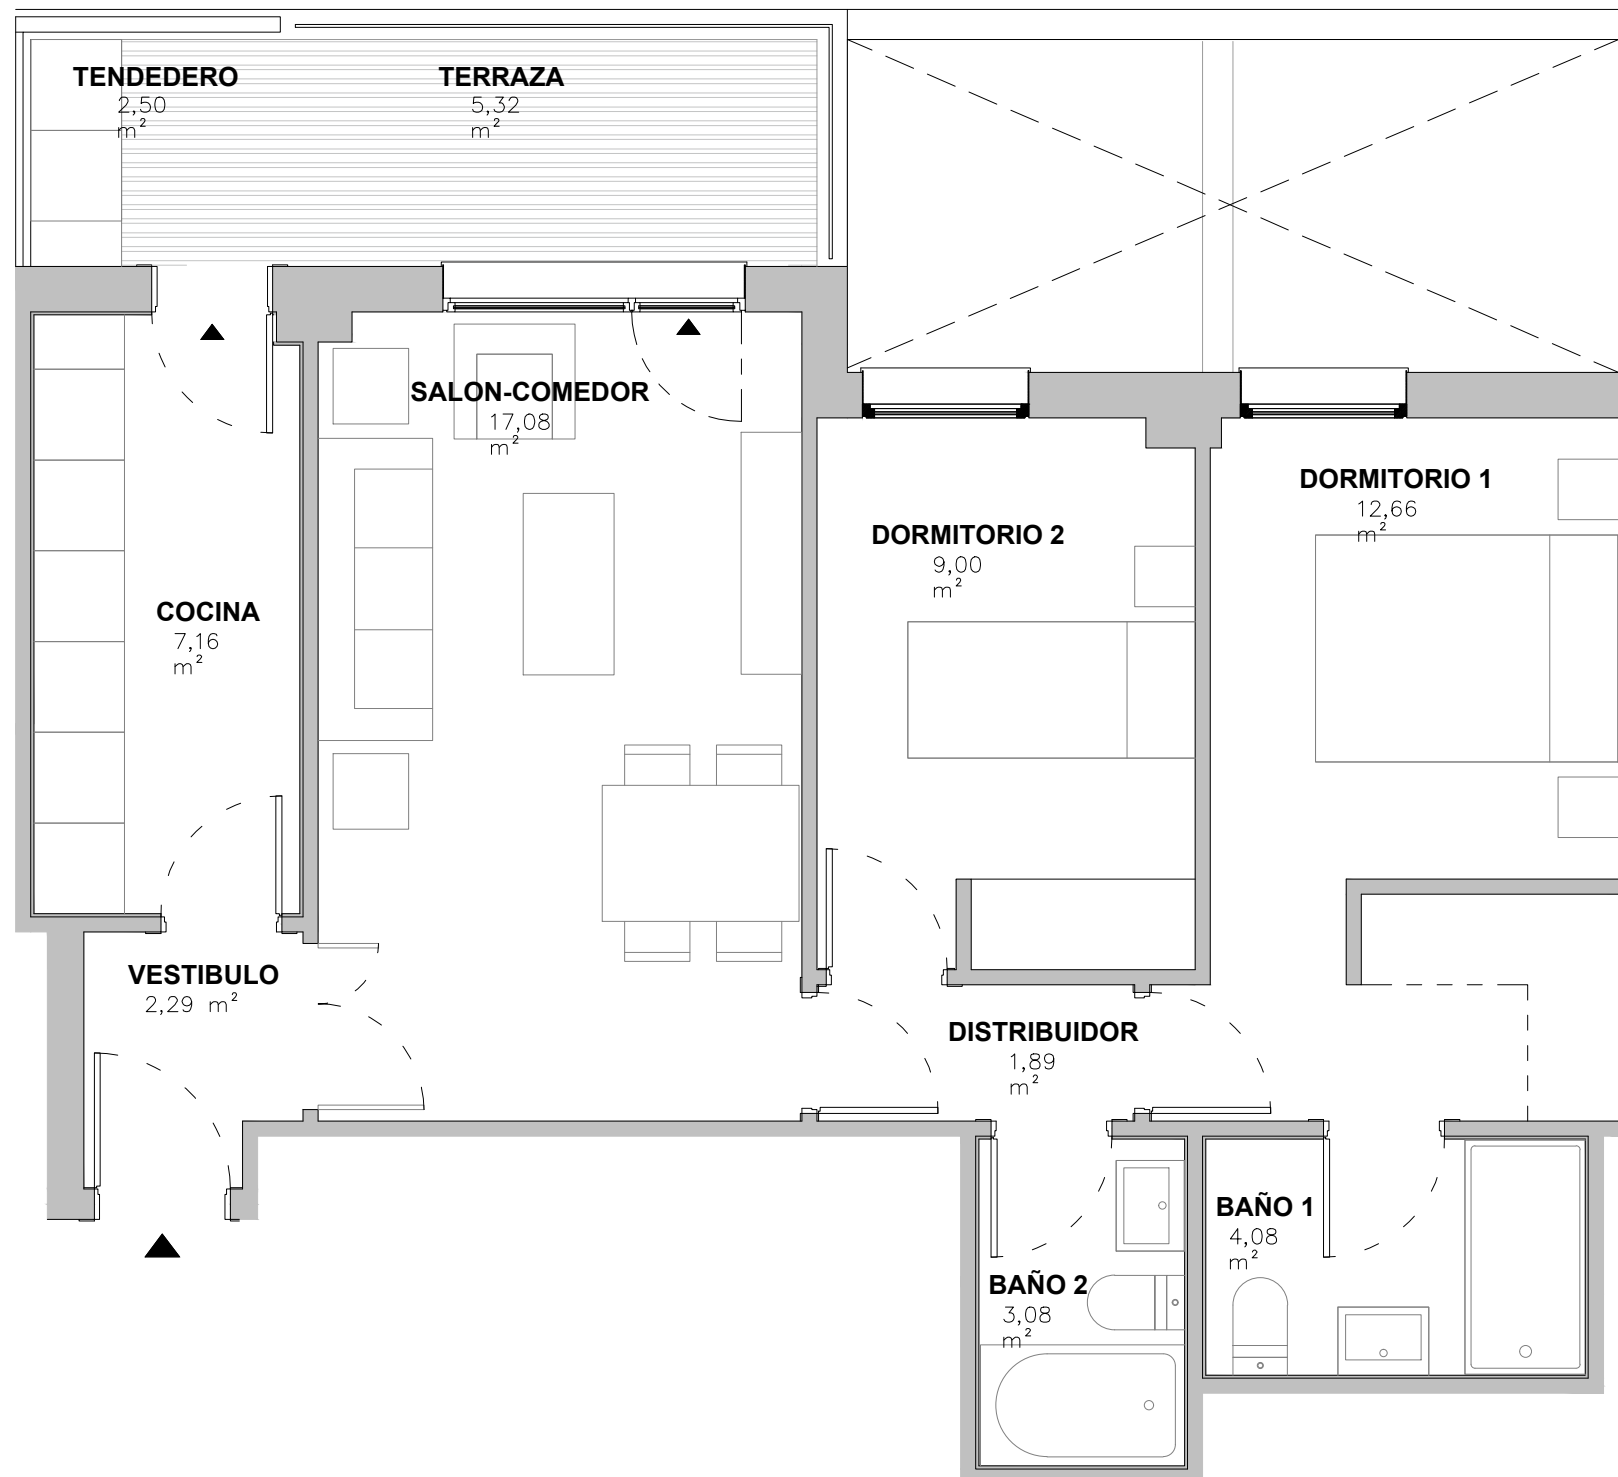 TENDEDERO
2,50
m²
TERRAZA
5,32
m²
SALON-COMEDOR
17,08
m²
DORMITORIO 1
12,66
m²
DORMITORIO 2
9,00
m²
COCINA
7,16
m²
VESTIBULO
2,29 m²
DISTRIBUIDOR
1,89
m²
BAÑO 1
4,08
m²
BAÑO 2
3,08
m²